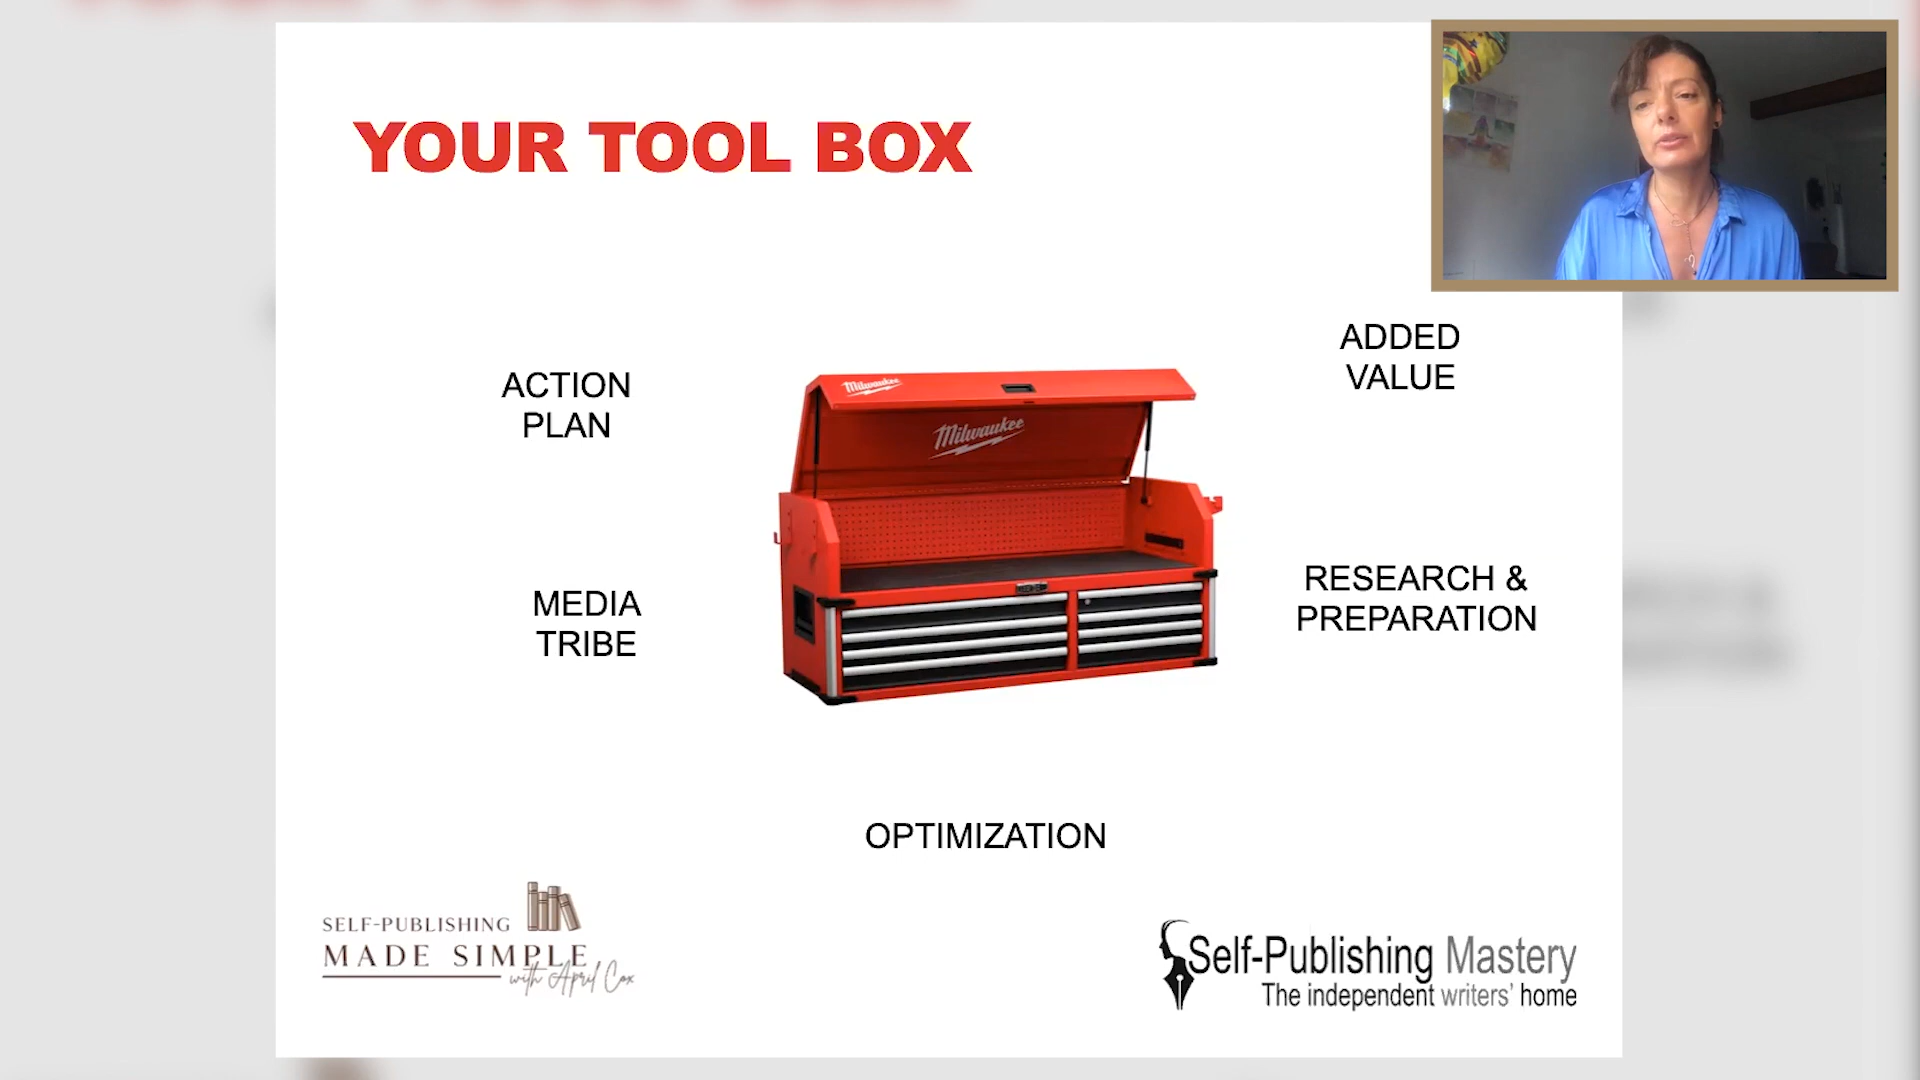 YOUR TOOL BOX
ADDED
VALUE
ACTION
PLAN
Milwaukee
Milwaukee
RESEARCH &
PREPARATION
MEDIA
TRIBE
OPTIMIZATION
SELF-PUBLISHING
MADE SIMPLE
with April Cox
Self-Publishing Mastery
The independent writers' home